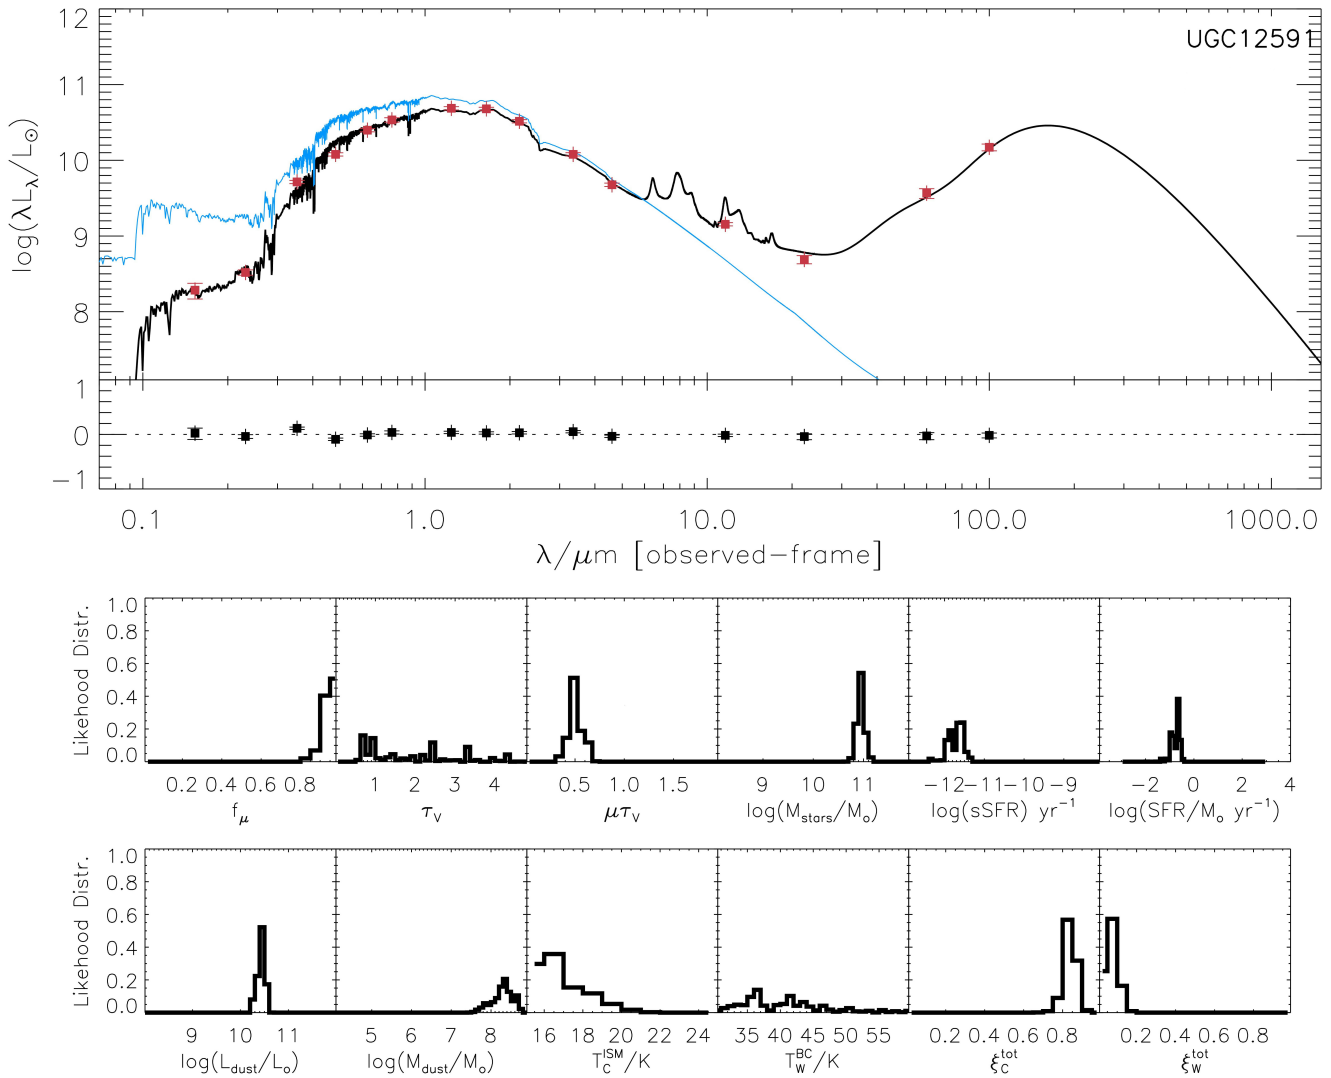 UGC12591
12
11
10
9
8
log(λL_λ/L_⊙)
1
0
−1
0.1 1.0 10.0 100.0 1000.0
λ/μm [observed−frame]
Likehood Distr.
1.0
0.8
0.6
0.4
0.2
0.0
0.2 0.4 0.6 0.8
1 2 3 4
0.5 1.0 1.5
9 10 11
−12 −11 −10 −9
−2 0 2 4
f_μ
τ_V
μτ_V
log(M_stars/M_o)
log(sSFR) yr^−1
log(SFR/M_o yr^−1)
Likehood Distr.
1.0
0.8
0.6
0.4
0.2
0.0
9 10 11
5 6 7 8
16 18 20 22 24
35 40 45 50 55
0.2 0.4 0.6 0.8
0.2 0.4 0.6 0.8
log(L_dust/L_o)
log(M_dust/M_o)
T_C^ISM/K
T_W^BC/K
ξ_C^tot
ξ_W^tot